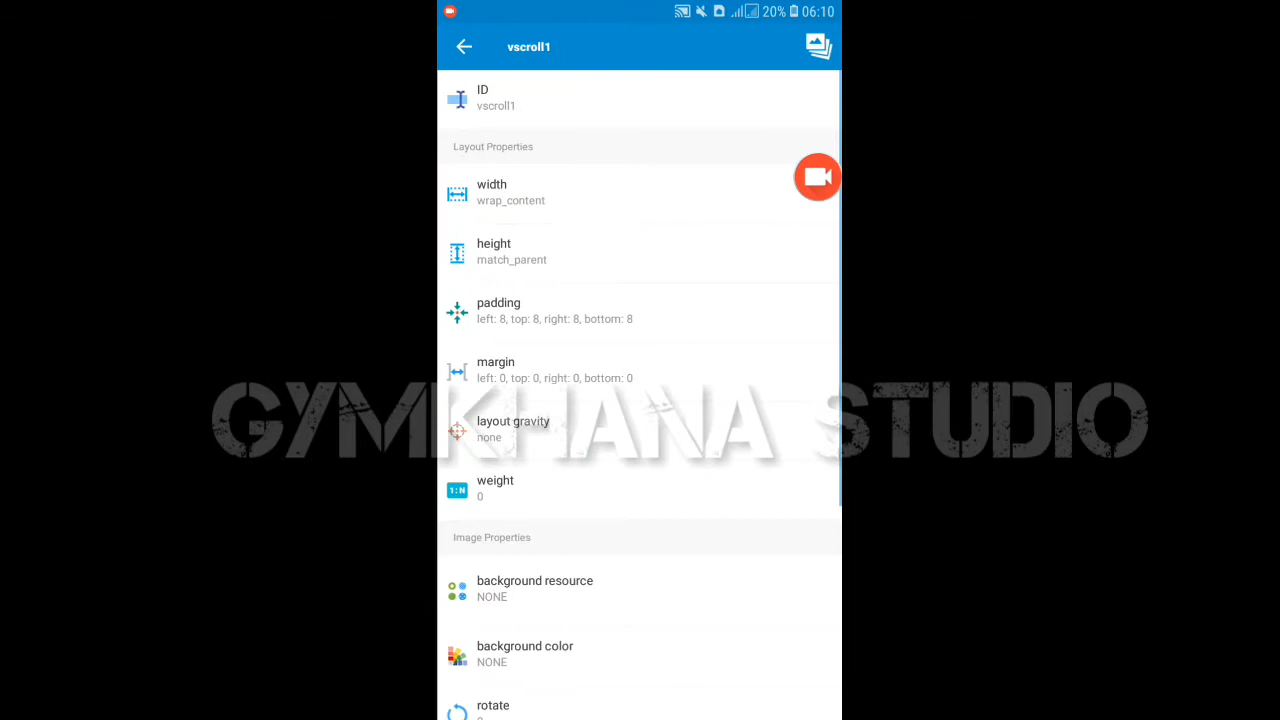 20% 06:10
vscroll1
ID
vscroll1
Layout Properties
width
wrap_content
height
match_parent
padding
left: 8, top: 8, right: 8, bottom: 8
margin
left: 0, top: 0, right: 0, bottom: 0
GYMKHANA STUDIO
layout gravity
none
weight
1:N
0
Image Properties
background resource
NONE
background color
NONE
rotate